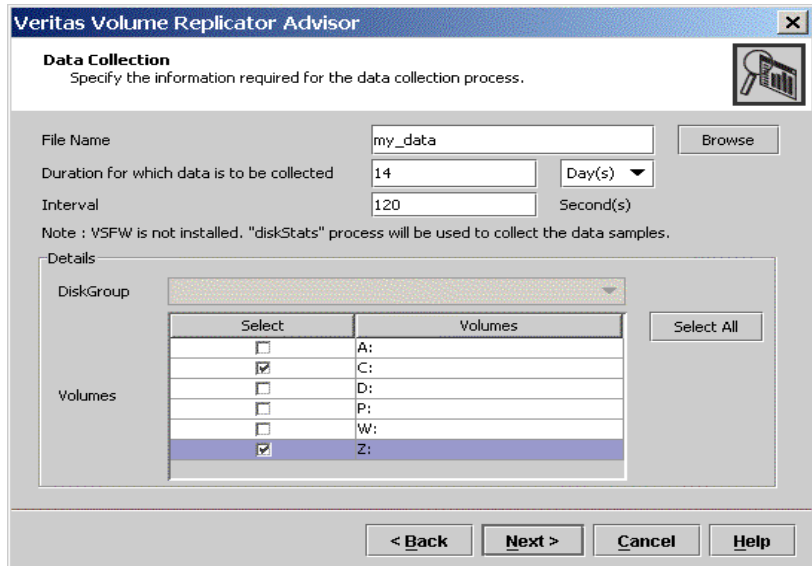 Veritas Volume Replicator Advisor
Data Collection
Specify the information required for the data collection process.
File Name my_data Browse
Duration for which data is to be collected 14 Day(s)
Interval 120 Second(s)
Note : VSFW is not installed. "diskStats" process will be used to collect the data samples.
Details
DiskGroup
Select Volumes Select All
A:
C:
D:
Volumes P:
W:
Z:
< Back Next > Cancel Help